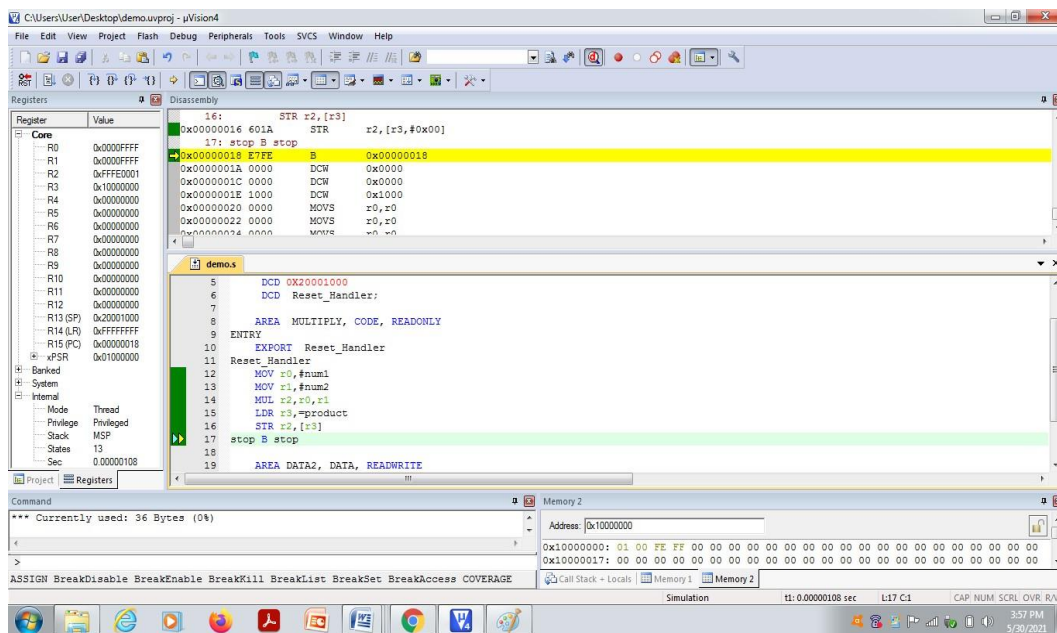 C:\Users\User\Desktop\demo.uvproj - µVision4
File Edit View Project Flash Debug Peripherals Tools SVCS Window Help
RST
Registers
Register Value
Core
R0 0x0000FFFF
R1 0x0000FFFF
R2 0xFFFE0001
R3 0x10000000
R4 0x00000000
R5 0x00000000
R6 0x00000000
R7 0x00000000
R8 0x00000000
R9 0x00000000
R10 0x00000000
R11 0x00000000
R12 0x00000000
R13 (SP) 0x20001000
R14 (LR) 0xFFFFFFFF
R15 (PC) 0x00000018
xPSR 0x01000000
Banked
System
Internal
Mode Thread
Privilege Privileged
Stack MSP
States 13
Sec 0.00000108
Project Registers
Disassembly
16: STR r2,[r3]
0x00000016 601A STR r2,[r3,#0x00]
17: stop B stop
0x00000018 E7FE B 0x00000018
0x0000001A 0000 DCW 0x0000
0x0000001C 0000 DCW 0x0000
0x0000001E 1000 DCW 0x1000
0x00000020 0000 MOVS r0,r0
0x00000022 0000 MOVS r0,r0
0x00000024 0000 MOVS r0,r0
demo.s
5 DCD 0X20001000
6 DCD Reset_Handler;
7
8 AREA MULTIPLY, CODE, READONLY
9 ENTRY
10 EXPORT Reset_Handler
11 Reset_Handler
12 MOV r0,#num1
13 MOV r1,#num2
14 MUL r2,r0,r1
15 LDR r3,=product
16 STR r2,[r3]
17 stop B stop
18
19 AREA DATA2, DATA, READWRITE
Command
*** Currently used: 36 Bytes (0%)
>
ASSIGN BreakDisable BreakEnable BreakKill BreakList BreakSet BreakAccess COVERAGE
Memory 2
Address: 0x10000000
0x10000000: 01 00 FE FF 00 00 00 00 00 00 00 00 00 00 00 00 00 00 00 00 00 00 00
0x10000017: 00 00 00 00 00 00 00 00 00 00 00 00 00 00 00 00 00 00 00 00 00 00 00
Call Stack + Locals Memory 1 Memory 2
Simulation t1: 0.00000108 sec L:17 C:1 CAP NUM SCRL OVR R/
3:57 PM
5/30/2021